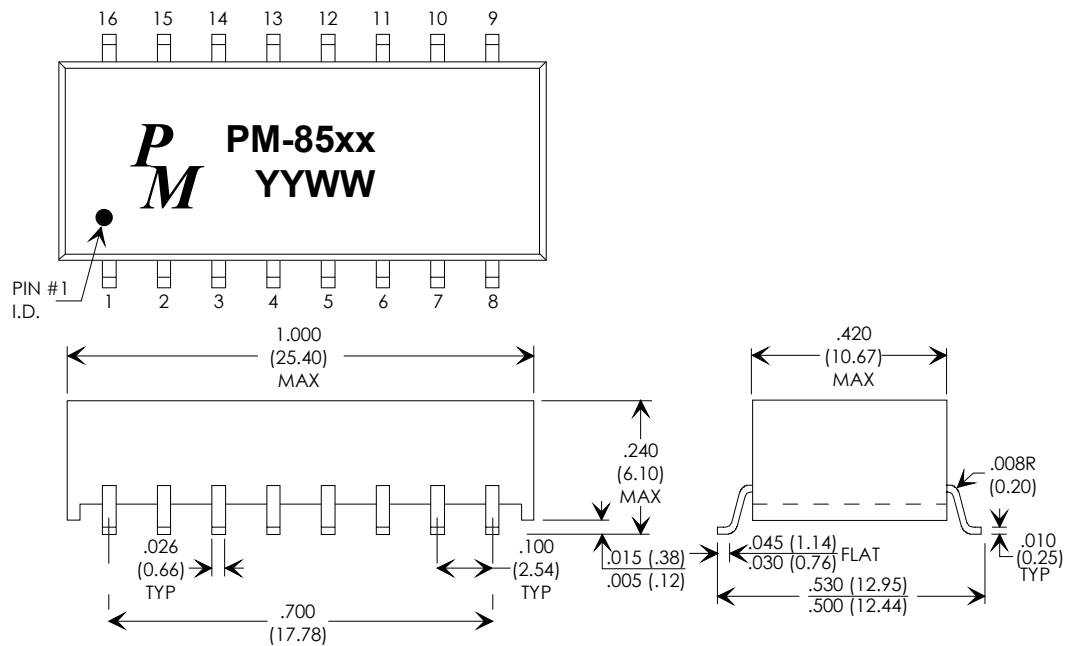 16 15 14 13 12 11 10 9
P
M
PM-85xx
YYWW
PIN #1
I.D.
1 2 3 4 5 6 7 8
1.000
(25.40)
MAX
.420
(10.67)
MAX
.240
(6.10)
MAX
.008R
(0.20)
.026
(0.66)
TYP
.100
(2.54)
TYP
.015 (.38)
.005 (.12)
.045 (1.14)
.030 (0.76)
FLAT
.010
(0.25)
TYP
.700
(17.78)
.530 (12.95)
.500 (12.44)